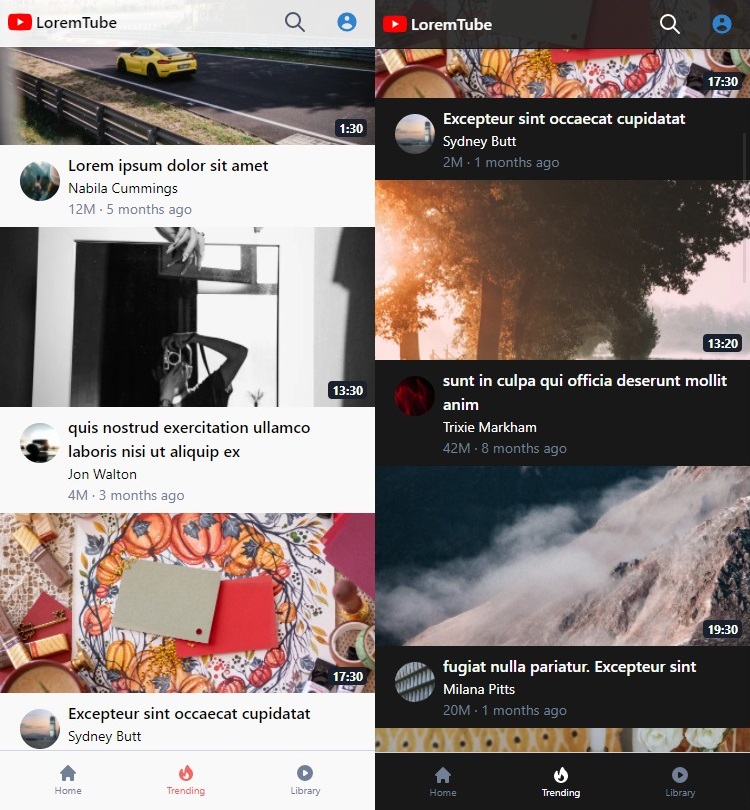 LoremTube
1:30
Lorem ipsum dolor sit amet
Nabila Cummings
12M · 5 months ago
13:30
quis nostrud exercitation ullamco
laboris nisi ut aliquip ex
Jon Walton
4M · 3 months ago
17:30
Excepteur sint occaecat cupidatat
Sydney Butt
Home
Trending
Library
LoremTube
17:30
Excepteur sint occaecat cupidatat
Sydney Butt
2M · 1 months ago
13:20
sunt in culpa qui officia deserunt mollit
anim
Trixie Markham
42M · 8 months ago
19:30
fugiat nulla pariatur. Excepteur sint
Milana Pitts
20M · 1 months ago
Home
Trending
Library